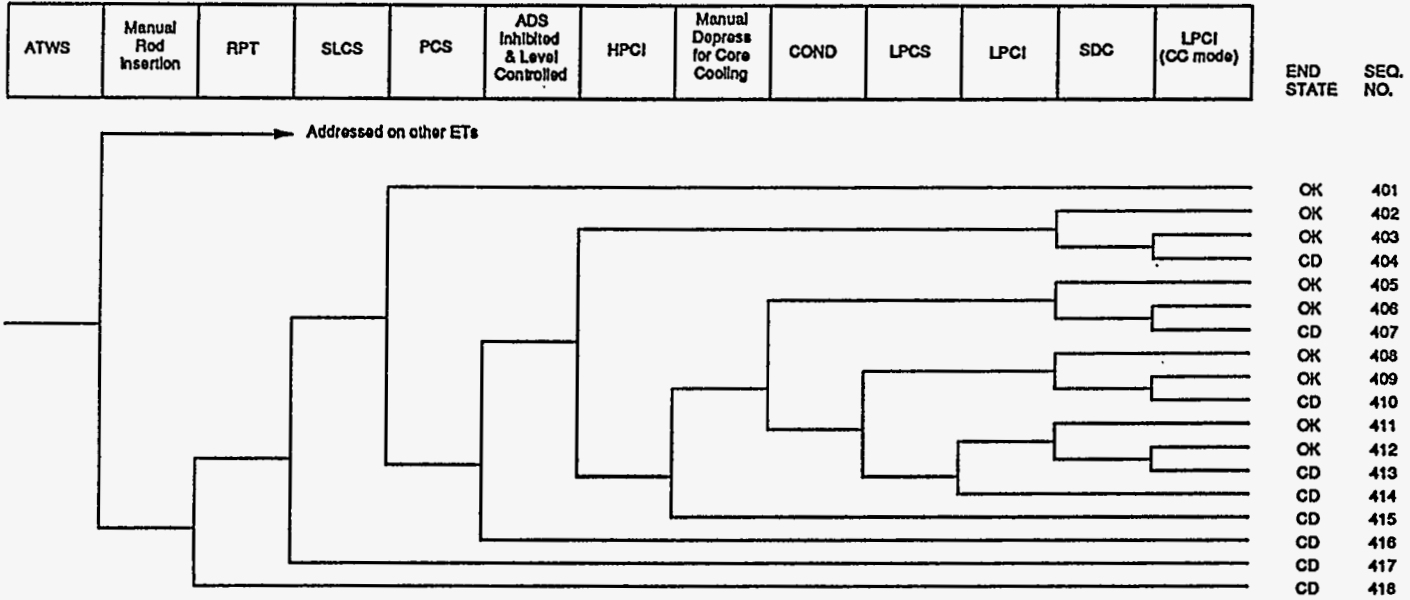 ATWS
Manual
Rod
Insertion
RPT
SLCS
PCS
ADS
Inhibited
& Level
Controlled
HPCI
Manual
Depress
for Core
Cooling
COND
LPCS
LPCI
SDC
LPCI
(CC mode)
END
STATE
SEQ.
NO.
Addressed on other ETs
OK 401
OK 402
OK 403
CD 404
OK 405
OK 406
CD 407
OK 408
OK 409
CD 410
OK 411
OK 412
CD 413
CD 414
CD 415
CD 416
CD 417
CD 418